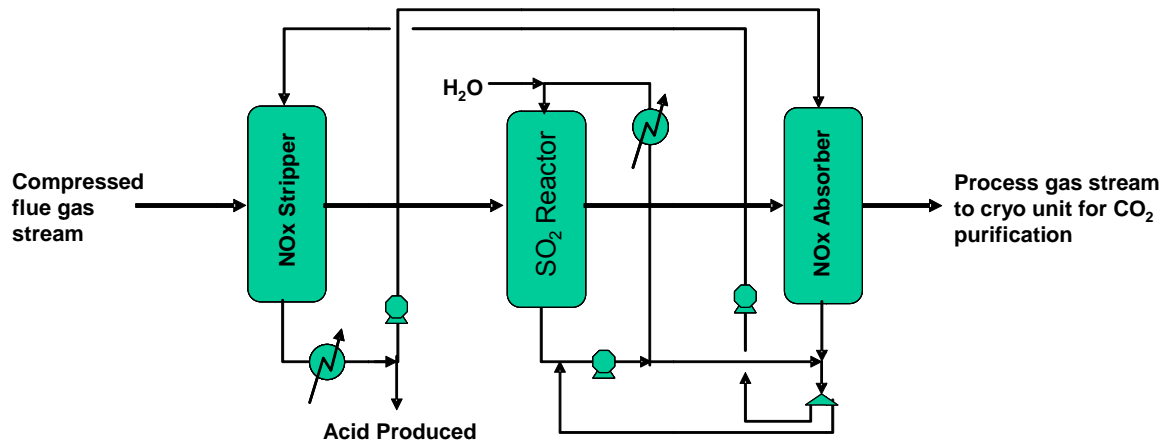 H₂O
Compressed
flue gas
stream
NOx Stripper
SO₂ Reactor
NOx Absorber
Process gas stream
to cryo unit for CO₂
purification
Acid Produced